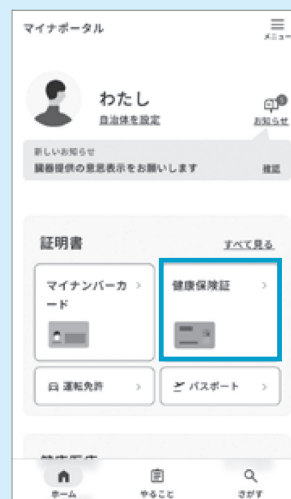 マイナポータル
メニュー
わたし
自治体を設定
お知らせ
新しいお知らせ
臓器提供の意思表示をお願いします
確認
証明書
すべて見る
マイナンバーカ
ード
健康保険証
運転免許
パスポート
ホーム
やること
さがす